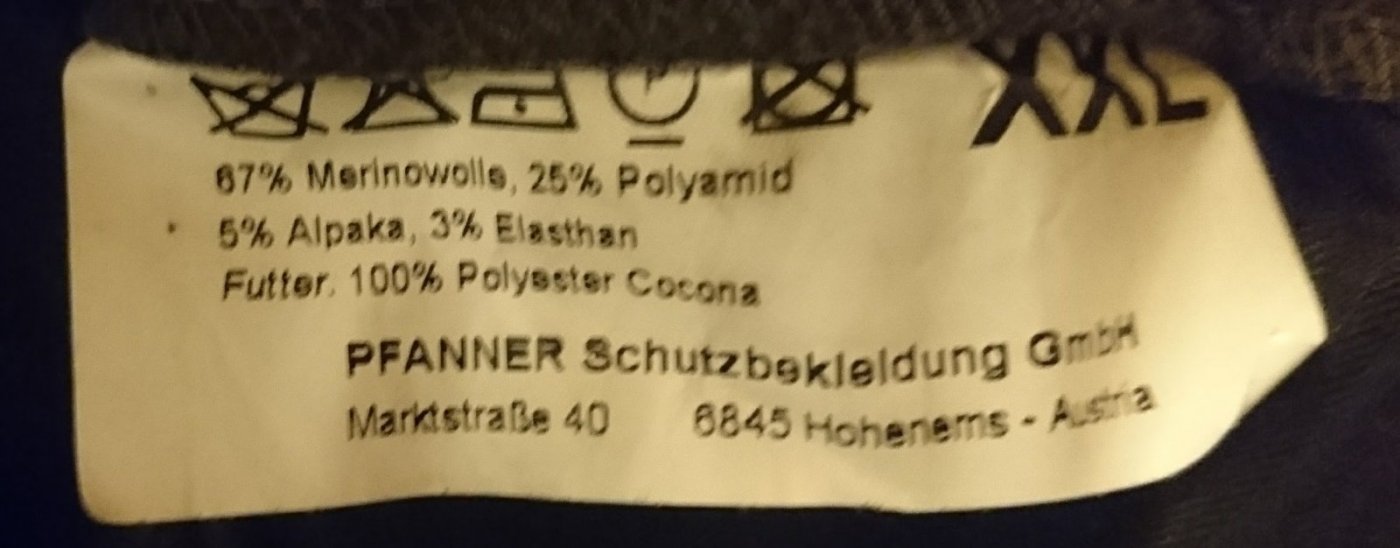 P XXL
67% Merinowolle, 25% Polyamid
5% Alpaka, 3% Elasthan
Futter. 100% Polyester Cocona
PFANNER Schutzbekleidung GmbH
Marktstraße 40 6845 Hohenems - Austria